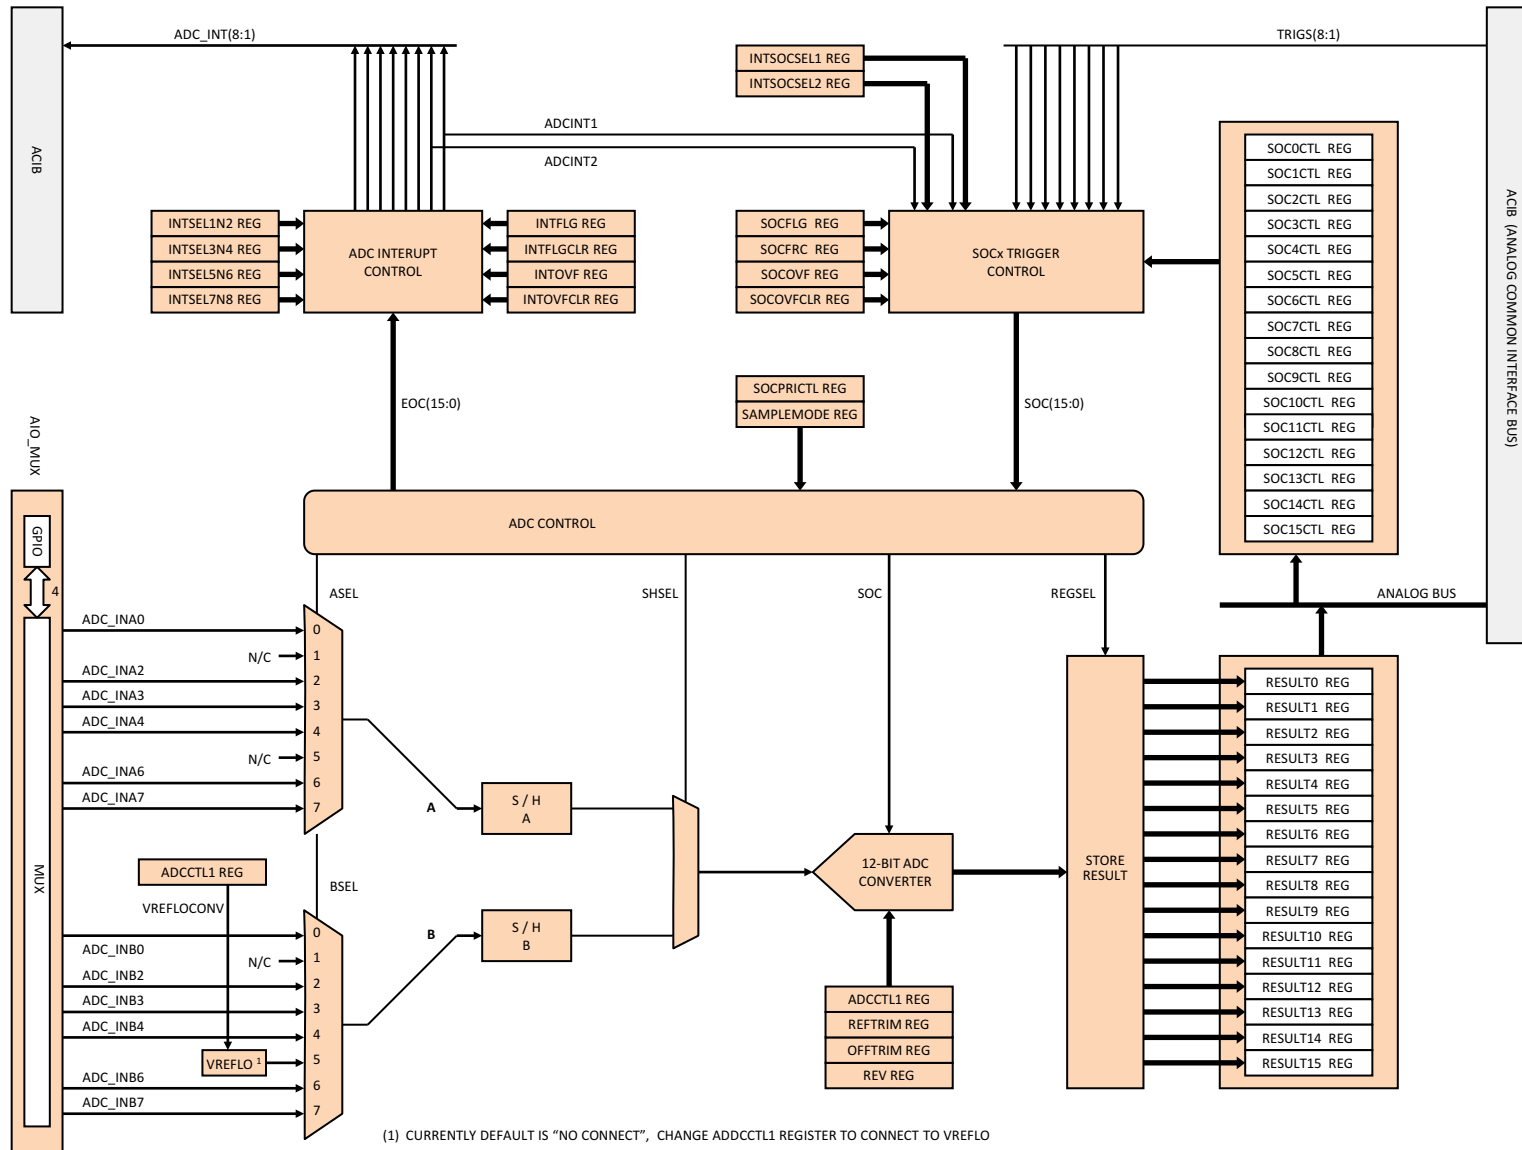 ADC_INT(8:1)
TRIGS(8:1)
INTSOCSEL1 REG
INTSOCSEL2 REG
ADCINT1
ADCINT2
ACIB
ACIB (ANALOG COMMON INTERFACE BUS)
SOC0CTL REG
SOC1CTL REG
SOC2CTL REG
SOC3CTL REG
SOC4CTL REG
SOC5CTL REG
SOC6CTL REG
SOC7CTL REG
SOC8CTL REG
SOC9CTL REG
SOC10CTL REG
SOC11CTL REG
SOC12CTL REG
SOC13CTL REG
SOC14CTL REG
SOC15CTL REG
INTSEL1N2 REG
INTSEL3N4 REG
INTSEL5N6 REG
INTSEL7N8 REG
ADC INTERUPT
CONTROL
INTFLG REG
INTFLGCLR REG
INTOVF REG
INTOVFCLR REG
SOCFLG REG
SOCFRC REG
SOCOVF REG
SOCOVFCLR REG
SOCx TRIGGER
CONTROL
EOC(15:0)
SOCPRICTL REG
SAMPLEMODE REG
SOC(15:0)
AIO_MUX
GPIO
4
MUX
ADC CONTROL
ASEL
SHSEL
SOC
REGSEL
ANALOG BUS
ADC_INA0
N/C
ADC_INA2
ADC_INA3
ADC_INA4
N/C
ADC_INA6
ADC_INA7
0
1
2
3
4
5
6
7
A
S / H
A
ADCCTL1 REG
VREFLOCONV
BSEL
ADC_INB0
N/C
ADC_INB2
ADC_INB3
ADC_INB4
VREFLO 1
ADC_INB6
ADC_INB7
0
1
2
3
4
5
6
7
B
S / H
B
12-BIT ADC
CONVERTER
ADCCTL1 REG
REFTRIM REG
OFFTRIM REG
REV REG
STORE
RESULT
RESULT0 REG
RESULT1 REG
RESULT2 REG
RESULT3 REG
RESULT4 REG
RESULT5 REG
RESULT6 REG
RESULT7 REG
RESULT8 REG
RESULT9 REG
RESULT10 REG
RESULT11 REG
RESULT12 REG
RESULT13 REG
RESULT14 REG
RESULT15 REG
(1) CURRENTLY DEFAULT IS “NO CONNECT”, CHANGE ADDCCTL1 REGISTER TO CONNECT TO VREFLO